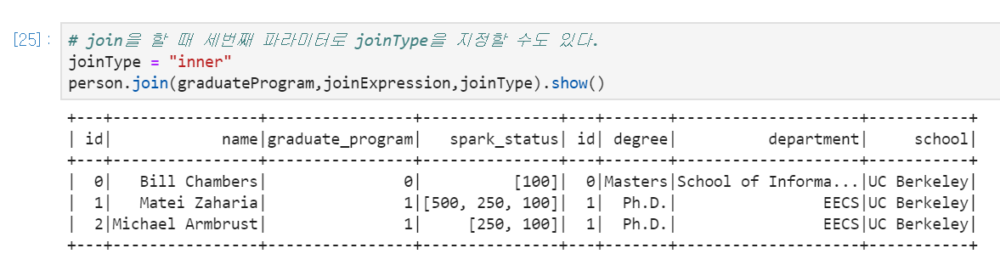 [25]: # join을 할 때 세번째 파라미터로 joinType을 지정할 수도 있다.
joinType = "inner"
person.join(graduateProgram,joinExpression,joinType).show()
+---+----------------+----------------+---------------+---+-------+--------------------+-----------+
| id|            name|graduate_program|   spark_status| id| degree|          department|     school|
+---+----------------+----------------+---------------+---+-------+--------------------+-----------+
|  0|   Bill Chambers|               0|          [100]|  0|Masters|School of Informa...|UC Berkeley|
|  1|   Matei Zaharia|               1|[500, 250, 100]|  1|  Ph.D.|                EECS|UC Berkeley|
|  2|Michael Armbrust|               1|     [250, 100]|  1|  Ph.D.|                EECS|UC Berkeley|
+---+----------------+----------------+---------------+---+-------+--------------------+-----------+